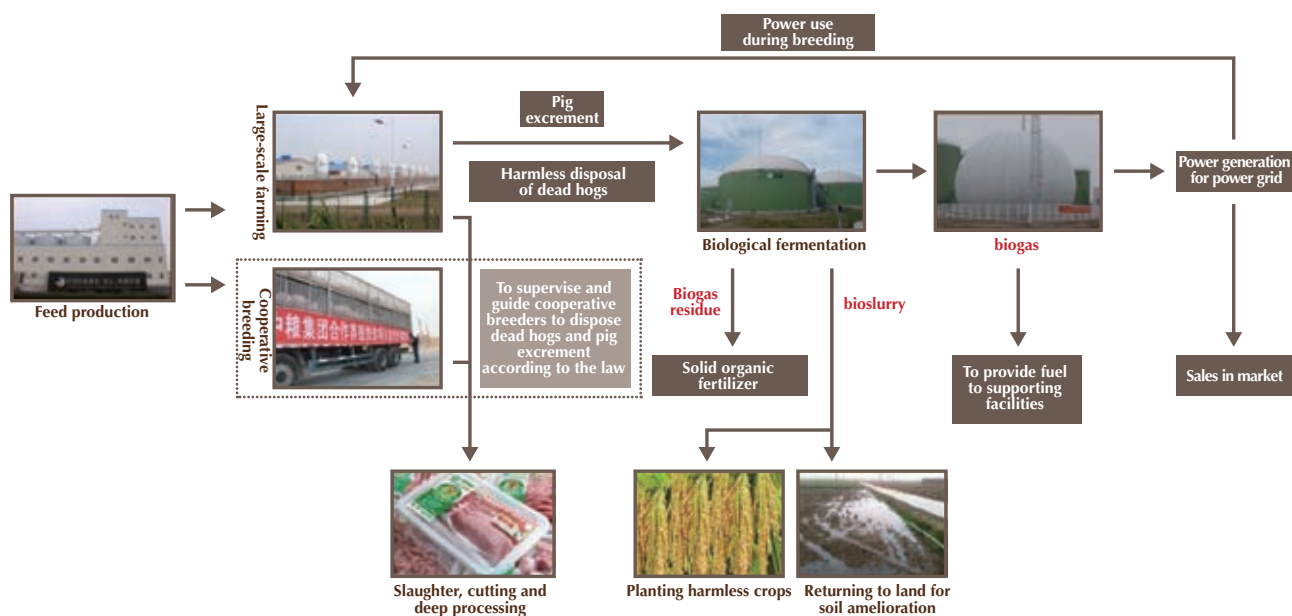 Power use
during breeding
Large-scale
farming
Pig
excrement
Harmless disposal
of dead hogs
Power generation
for power grid
Feed production
Biological fermentation
biogas
Cooperative
breeding
To supervise and
guide cooperative
breeders to dispose
dead hogs and pig
excrement
according to the law
Biogas
residue
bioslurry
Solid organic
fertilizer
To provide fuel
to supporting
facilities
Sales in market
Slaughter, cutting and
deep processing
Planting harmless crops
Returning to land for
soil amelioration